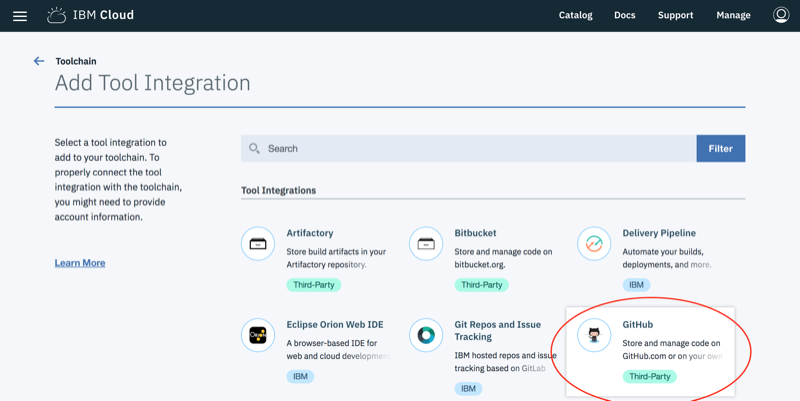 IBM Cloud
Catalog
Docs
Support
Manage
Toolchain
Add Tool Integration
Select a tool integration to
add to your toolchain. To
properly connect the tool
integration with the toolchain,
you might need to provide
account information.
Learn More
Search
Filter
Tool Integrations
Artifactory
Store build artifacts in your
Artifactory repository.
Third-Party
Bitbucket
Store and manage code on
bitbucket.org.
Third-Party
Delivery Pipeline
Automate your builds,
deployments, and more.
IBM
Eclipse Orion Web IDE
A browser-based IDE for
web and cloud development
IBM
Git Repos and Issue
Tracking
IBM hosted repos and issue
tracking based on GitLab
IBM
GitHub
Store and manage code on
GitHub.com or on your own
Third-Party